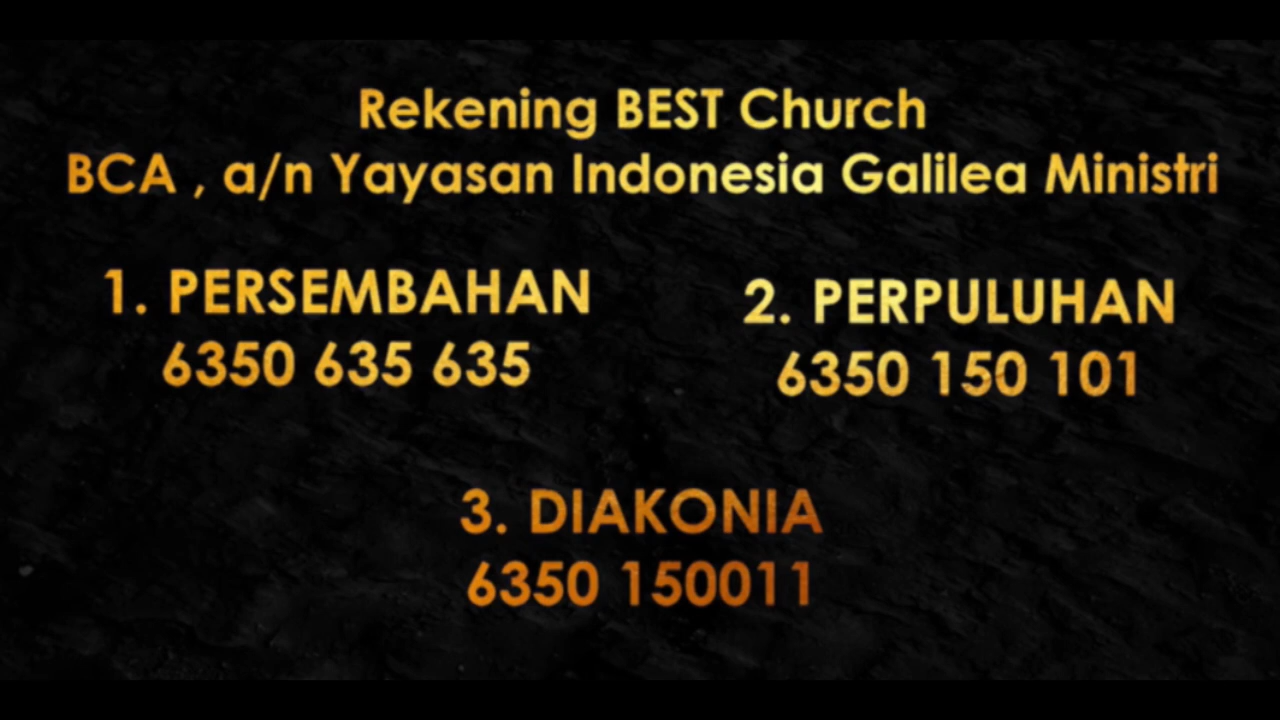 Rekening BEST Church
BCA , a/n Yayasan Indonesia Galilea Ministri
1. PERSEMBAHAN
6350 635 635
2. PERPULUHAN
6350 150 101
3. DIAKONIA
6350 150011